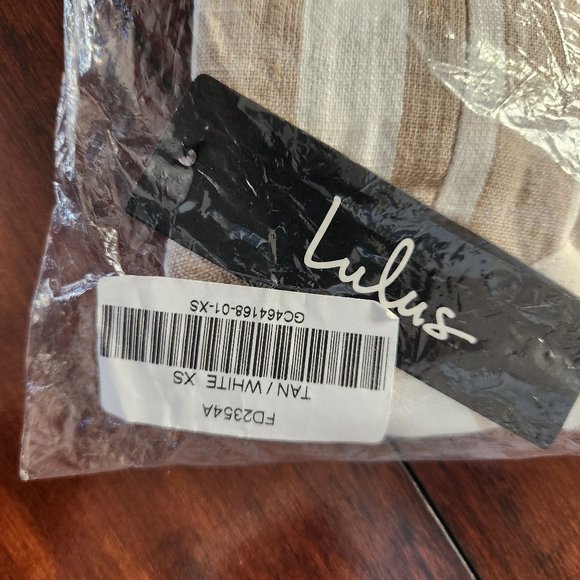 Lulus
FD2354A
TAN / WHITE XS
GC464168-01-XS